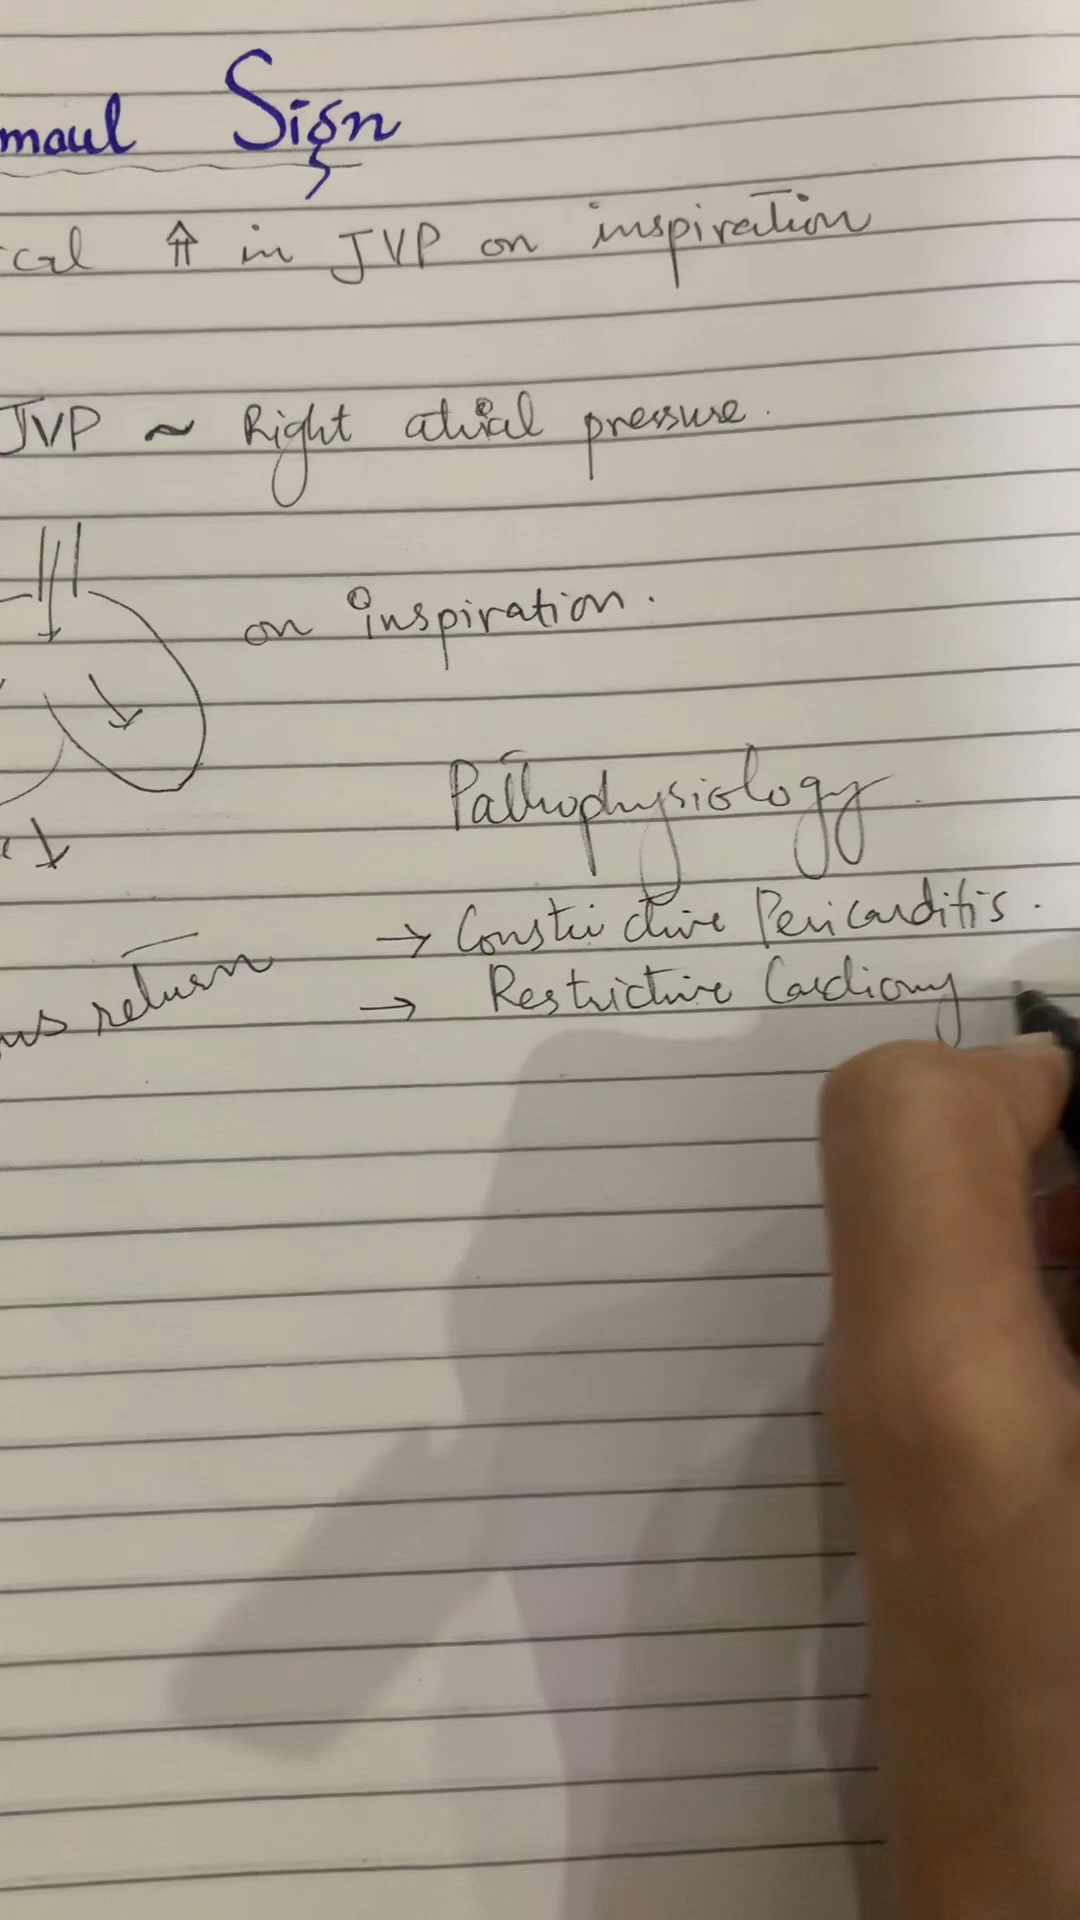 maul Sign
cal ⇑ in JVP on inspiration
JVP ~ Right atrial pressure.
on inspiration.
Pathophysiology
→ Constrictive Pericarditis.
return → Restrictive Cardiomy